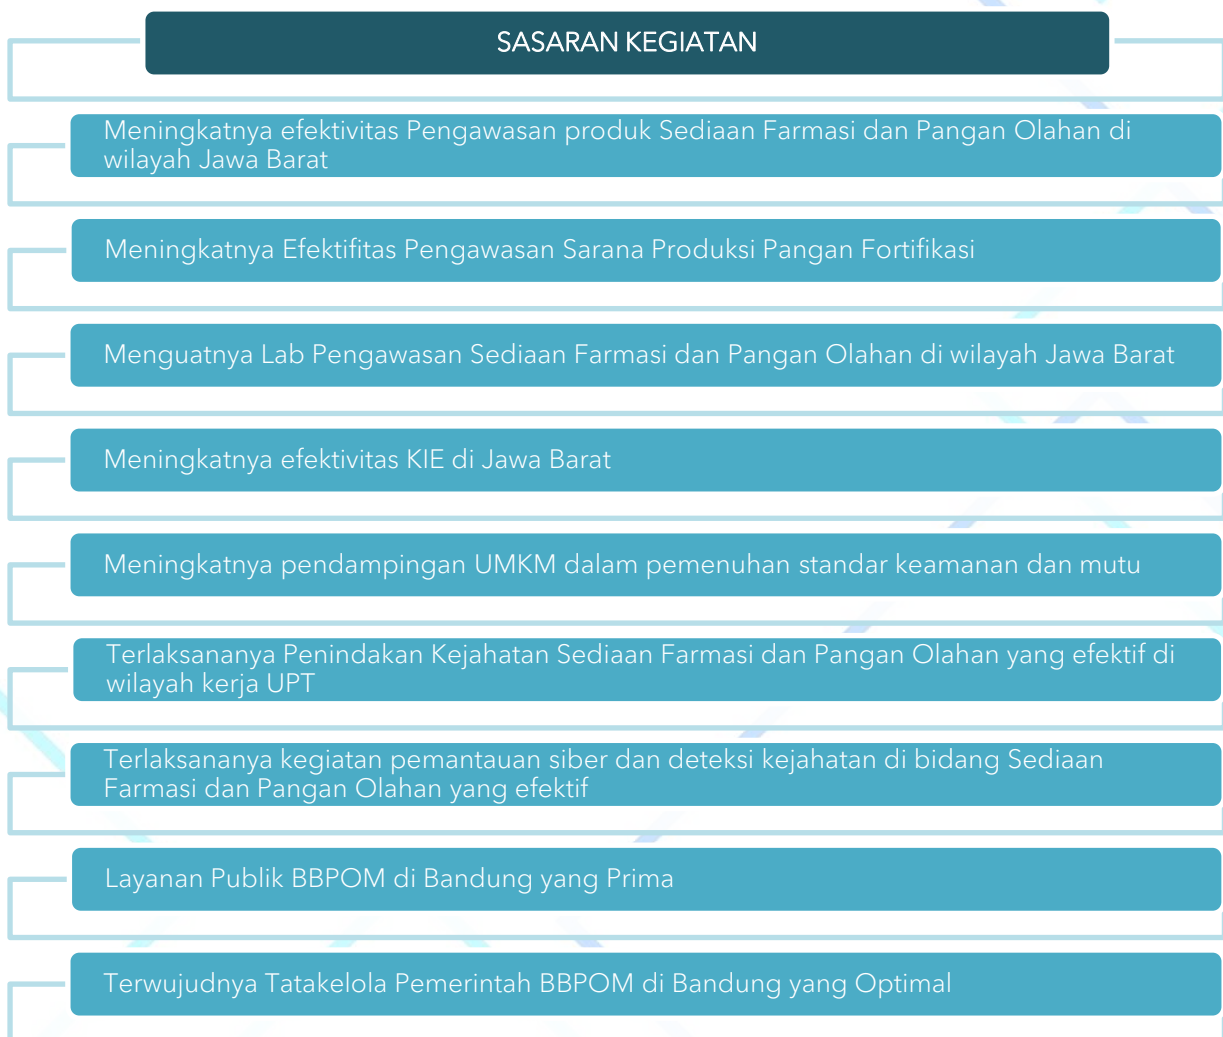 SASARAN KEGIATAN
Meningkatnya efektivitas Pengawasan produk Sediaan Farmasi dan Pangan Olahan di
wilayah Jawa Barat
Meningkatnya Efektifitas Pengawasan Sarana Produksi Pangan Fortifikasi
Menguatnya Lab Pengawasan Sediaan Farmasi dan Pangan Olahan di wilayah Jawa Barat
Meningkatnya efektivitas KIE di Jawa Barat
Meningkatnya pendampingan UMKM dalam pemenuhan standar keamanan dan mutu
Terlaksananya Penindakan Kejahatan Sediaan Farmasi dan Pangan Olahan yang efektif di
wilayah kerja UPT
Terlaksananya kegiatan pemantauan siber dan deteksi kejahatan di bidang Sediaan
Farmasi dan Pangan Olahan yang efektif
Layanan Publik BBPOM di Bandung yang Prima
Terwujudnya Tatakelola Pemerintah BBPOM di Bandung yang Optimal